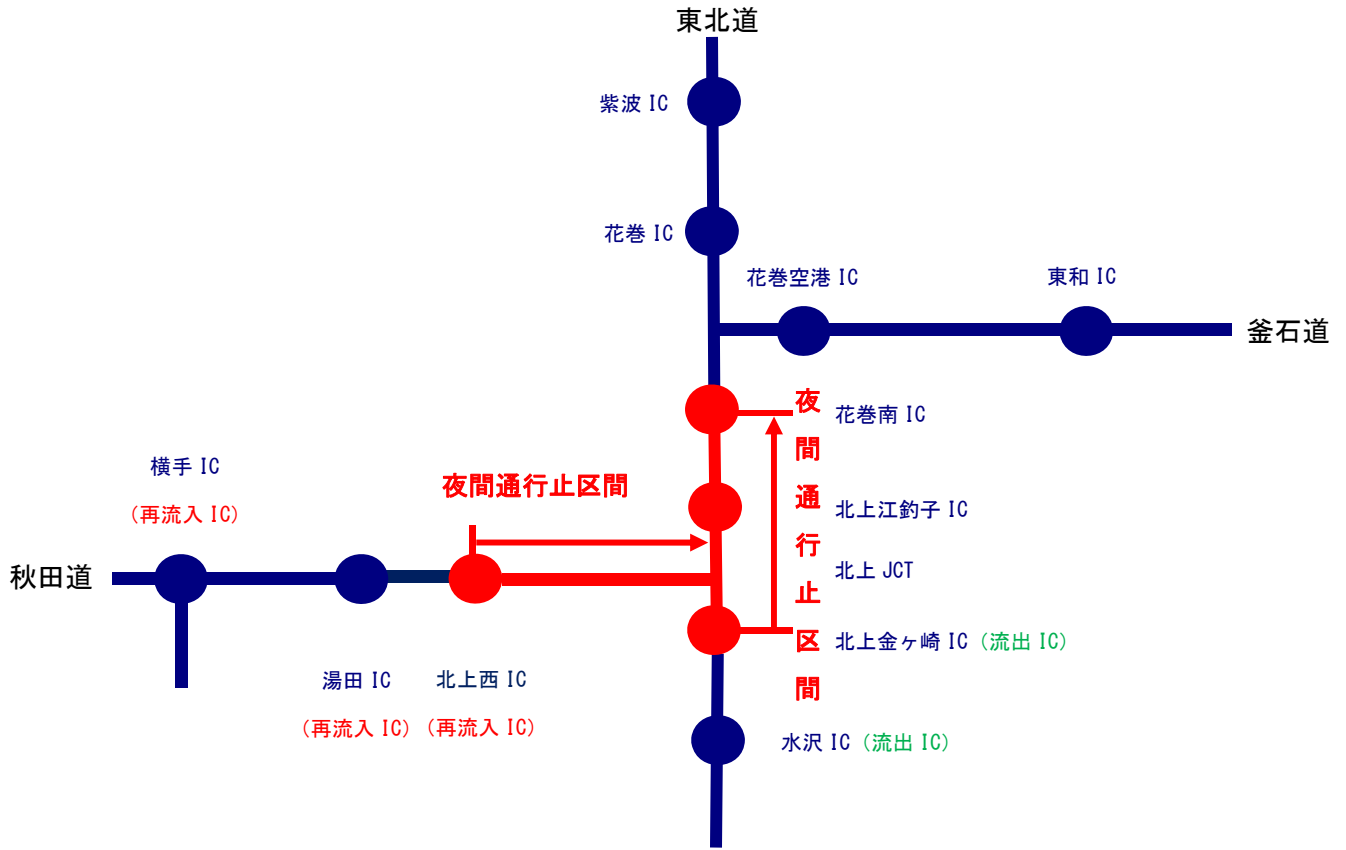 東北道
紫波 IC
花巻 IC
花巻空港 IC
東和 IC
釜石道
夜間通行止区間
花巻南 IC
横手 IC
(再流入 IC)
夜間通行止区間
北上江釣子 IC
秋田道
北上 JCT
北上金ヶ崎 IC (流出 IC)
湯田 IC
(再流入 IC)
北上西 IC
(再流入 IC)
水沢 IC (流出 IC)